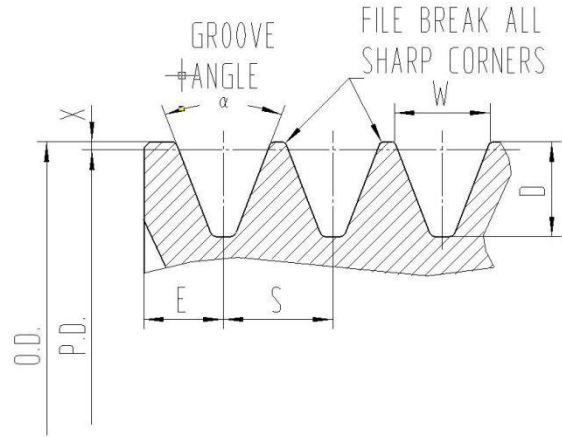 GROOVE
ANGLE
α
FILE BREAK ALL
SHARP CORNERS
W
X
D
E
S
O.D.
P.D.